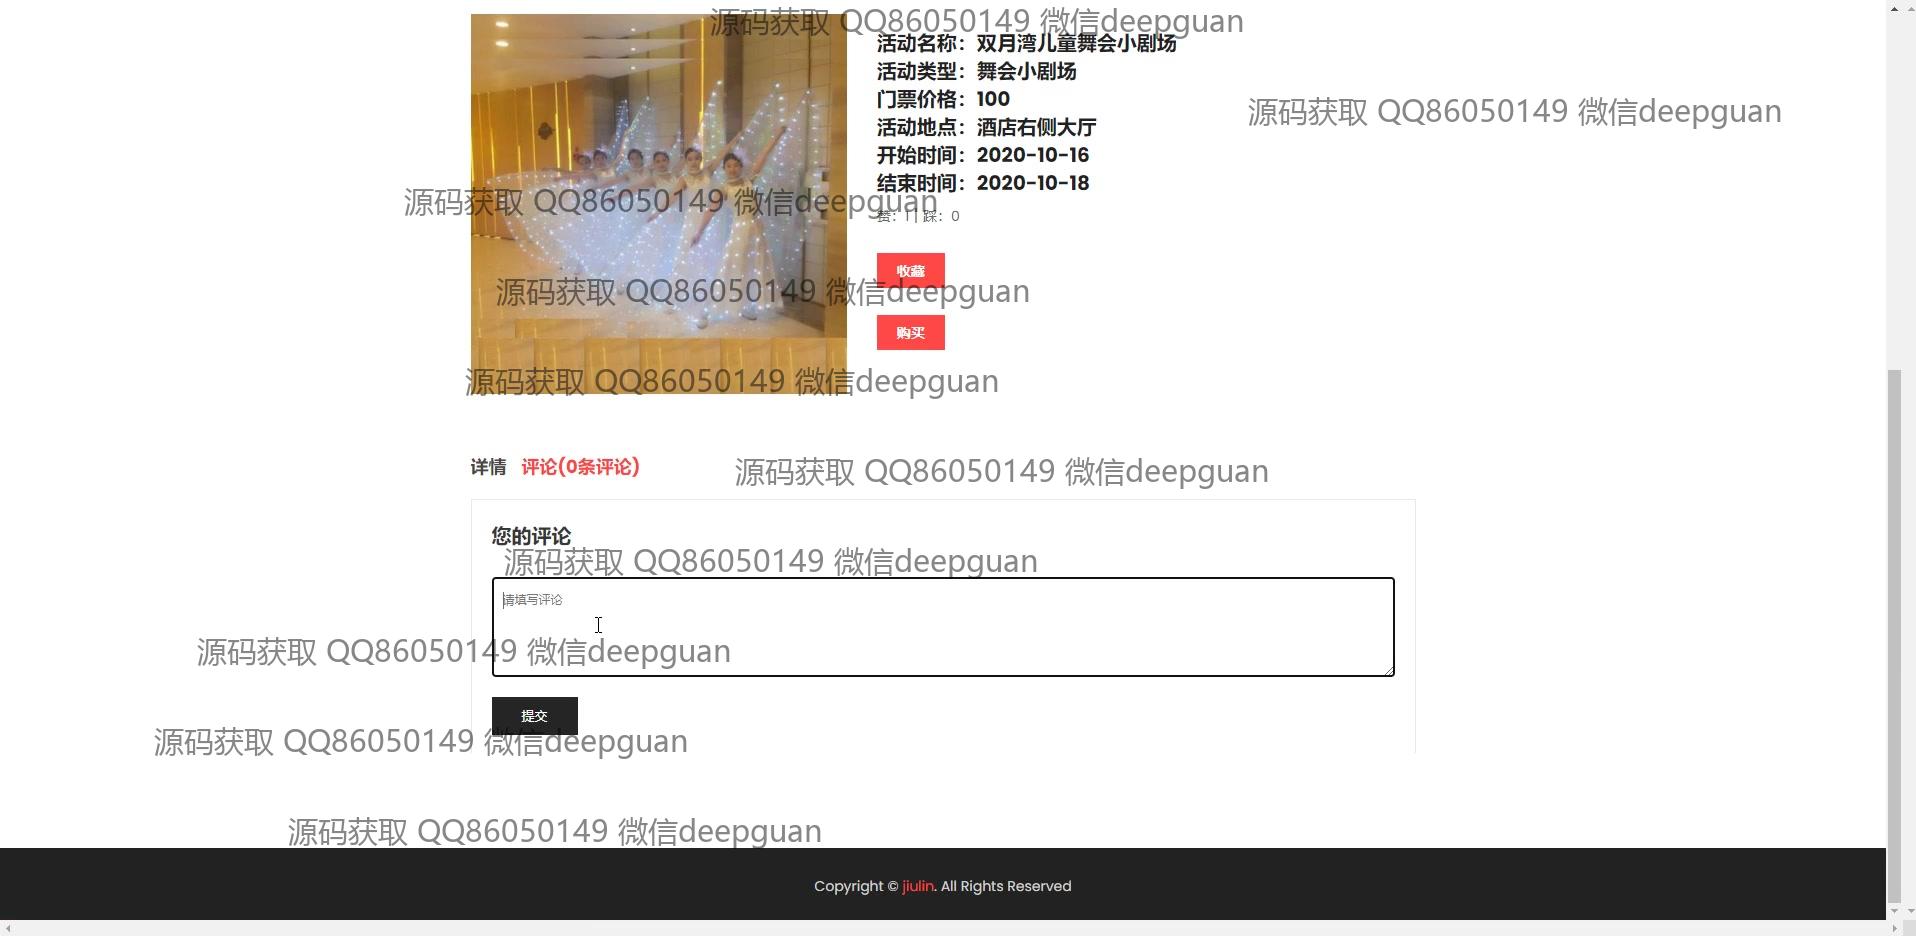 源码获取 QQ86050149 微信deepguan
活动名称：双月湾儿童舞会小剧场
活动类型：舞会小剧场
门票价格：100
源码获取 QQ86050149 微信deepguan
活动地点：酒店右侧大厅
开始时间：2020-10-16
结束时间：2020-10-18
源码获取 QQ86050149 微信deepguan
赞：1 | 踩：0
收藏
源码获取 QQ86050149 微信deepguan
购买
源码获取 QQ86050149 微信deepguan
详情 评论(0条评论)
源码获取 QQ86050149 微信deepguan
您的评论
源码获取 QQ86050149 微信deepguan
请填写评论
源码获取 QQ86050149 微信deepguan
提交
源码获取 QQ86050149 微信deepguan
源码获取 QQ86050149 微信deepguan
Copyright © jiulin. All Rights Reserved